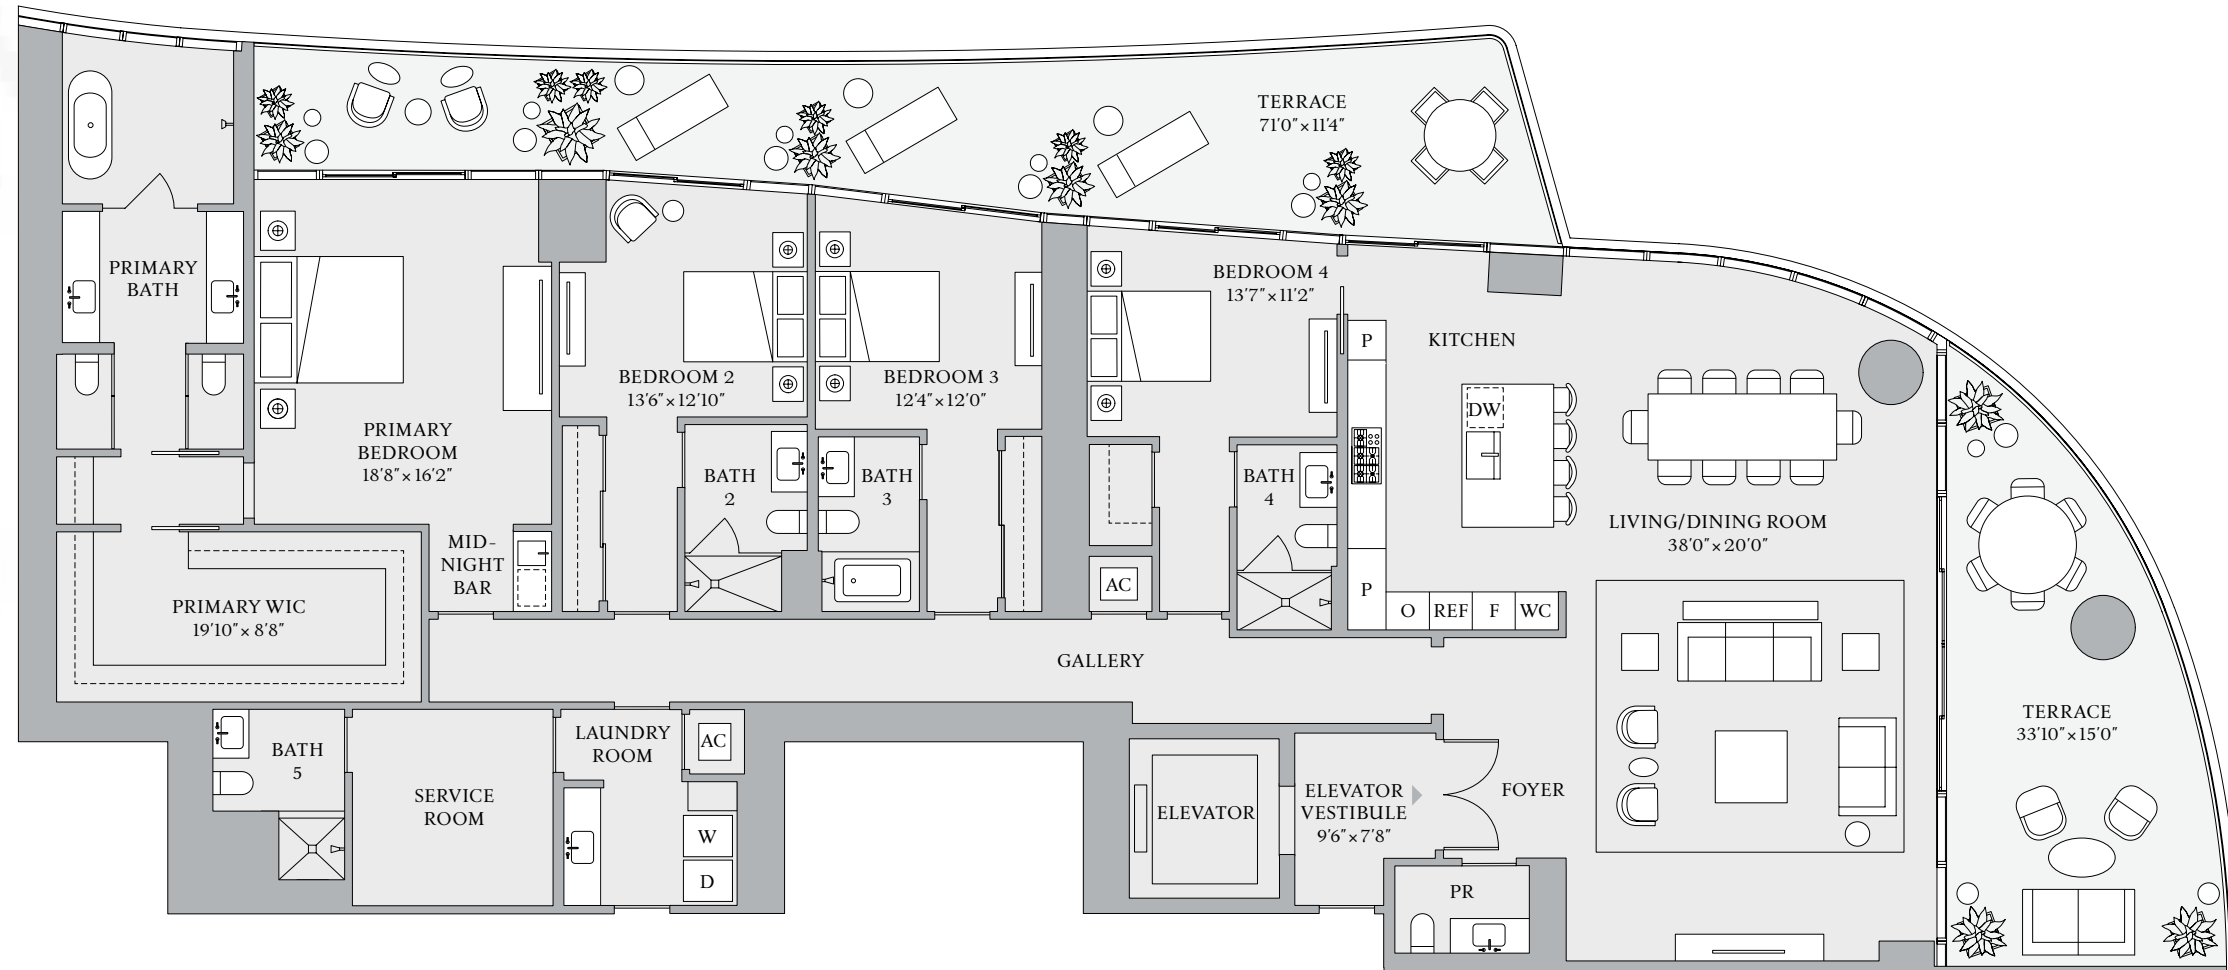 TERRACE
71'0" × 11'4"
PRIMARY
BATH
BEDROOM 4
13'7" × 11'2"
KITCHEN
P
BEDROOM 2
13'6" × 12'10"
BEDROOM 3
12'4" × 12'0"
DW
PRIMARY
BEDROOM
18'8" × 16'2"
BATH
2
BATH
3
BATH
4
LIVING/DINING ROOM
38'0" × 20'0"
MID-
NIGHT
BAR
AC
P
O
REF
F
WC
PRIMARY WIC
19'10" × 8'8"
GALLERY
TERRACE
33'10" × 15'0"
BATH
5
LAUNDRY
ROOM
AC
SERVICE
ROOM
W
D
ELEVATOR
ELEVATOR
VESTIBULE
9'6" × 7'8"
FOYER
PR